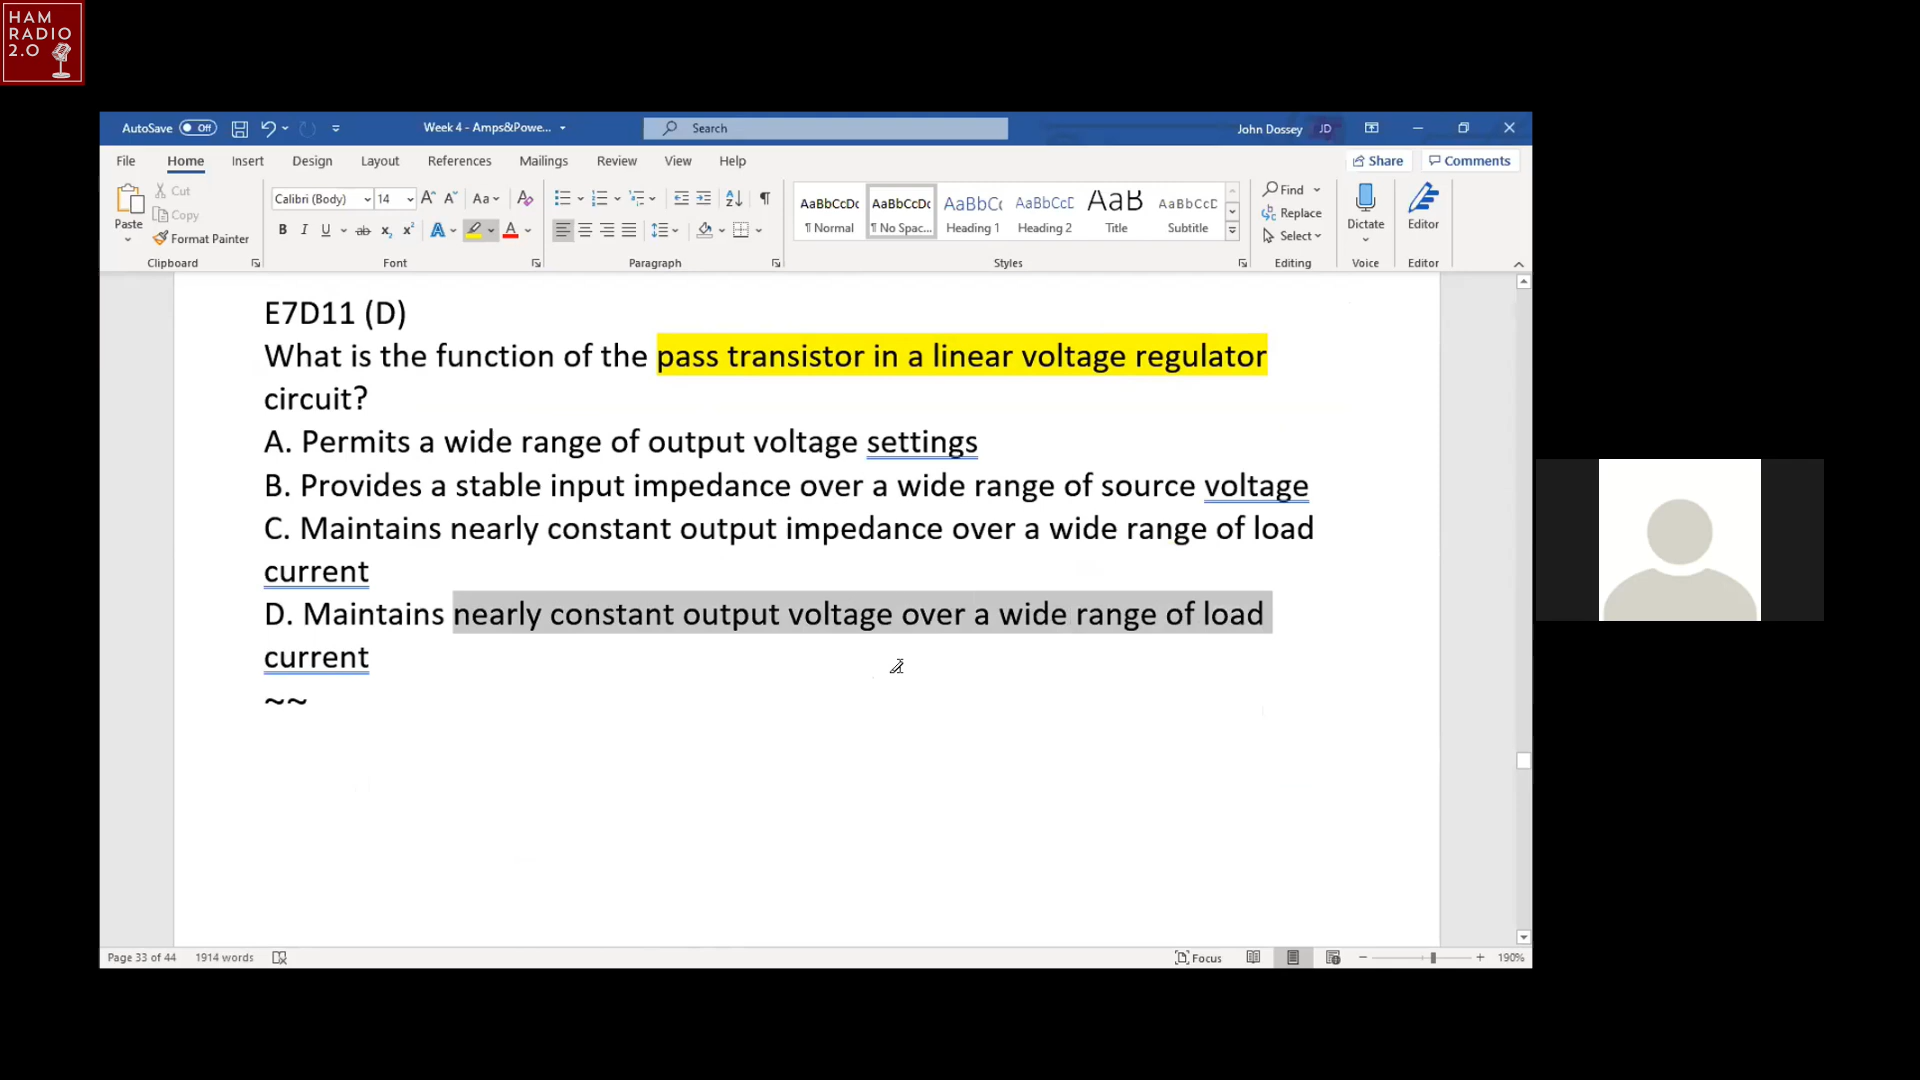 HAM
RADIO
2.0
AutoSave Off Week 4 - Amps&Powe... Search John Dossey JD
File Home Insert Design Layout References Mailings Review View Help Share Comments
Paste Cut Copy Format Painter Clipboard
Calibri (Body) 14 Font
Paragraph
AaBbCcDc AaBbCcDc AaBbCc AaBbCcD AaB AaBbCcD
¶ Normal ¶ No Spac... Heading 1 Heading 2 Title Subtitle
Styles
Find Replace Select Editing
Dictate Voice
Editor Editor
E7D11 (D)
What is the function of the pass transistor in a linear voltage regulator
circuit?
A. Permits a wide range of output voltage settings
B. Provides a stable input impedance over a wide range of source voltage
C. Maintains nearly constant output impedance over a wide range of load
current
D. Maintains nearly constant output voltage over a wide range of load
current
~~
Page 33 of 44 1914 words Focus 190%